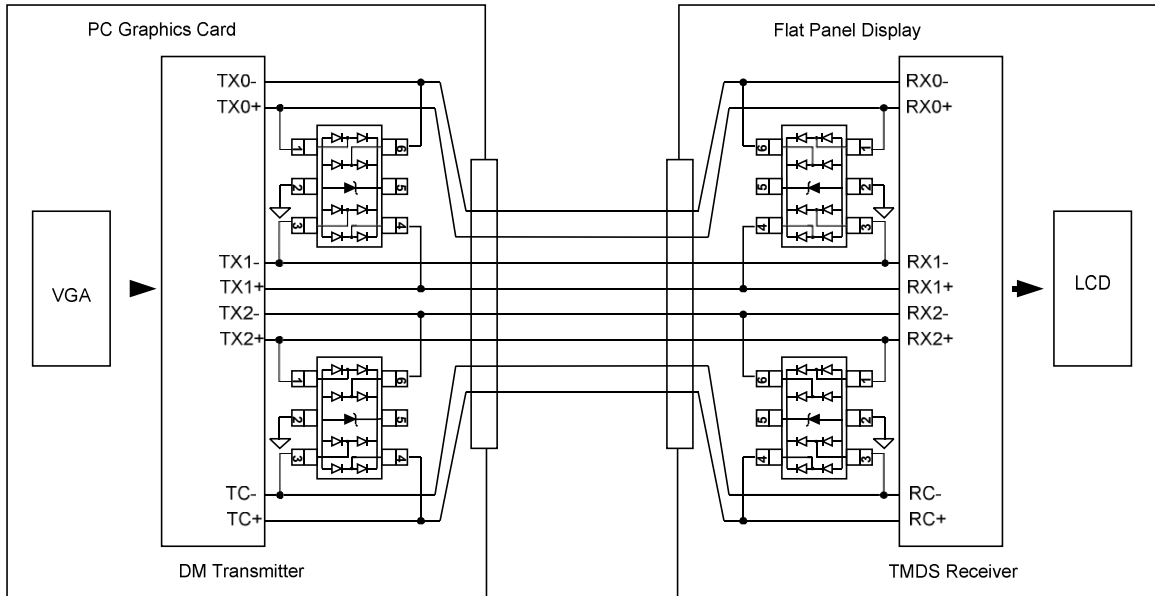 PC Graphics Card
Flat Panel Display
TX0-
TX0+
1
6
2
5
3
4
TX1-
TX1+
TX2-
TX2+
1
6
2
5
3
4
TC-
TC+
VGA
DM Transmitter
RX0-
RX0+
6
1
5
2
4
3
RX1-
RX1+
RX2-
RX2+
6
1
5
2
4
3
RC-
RC+
LCD
TMDS Receiver